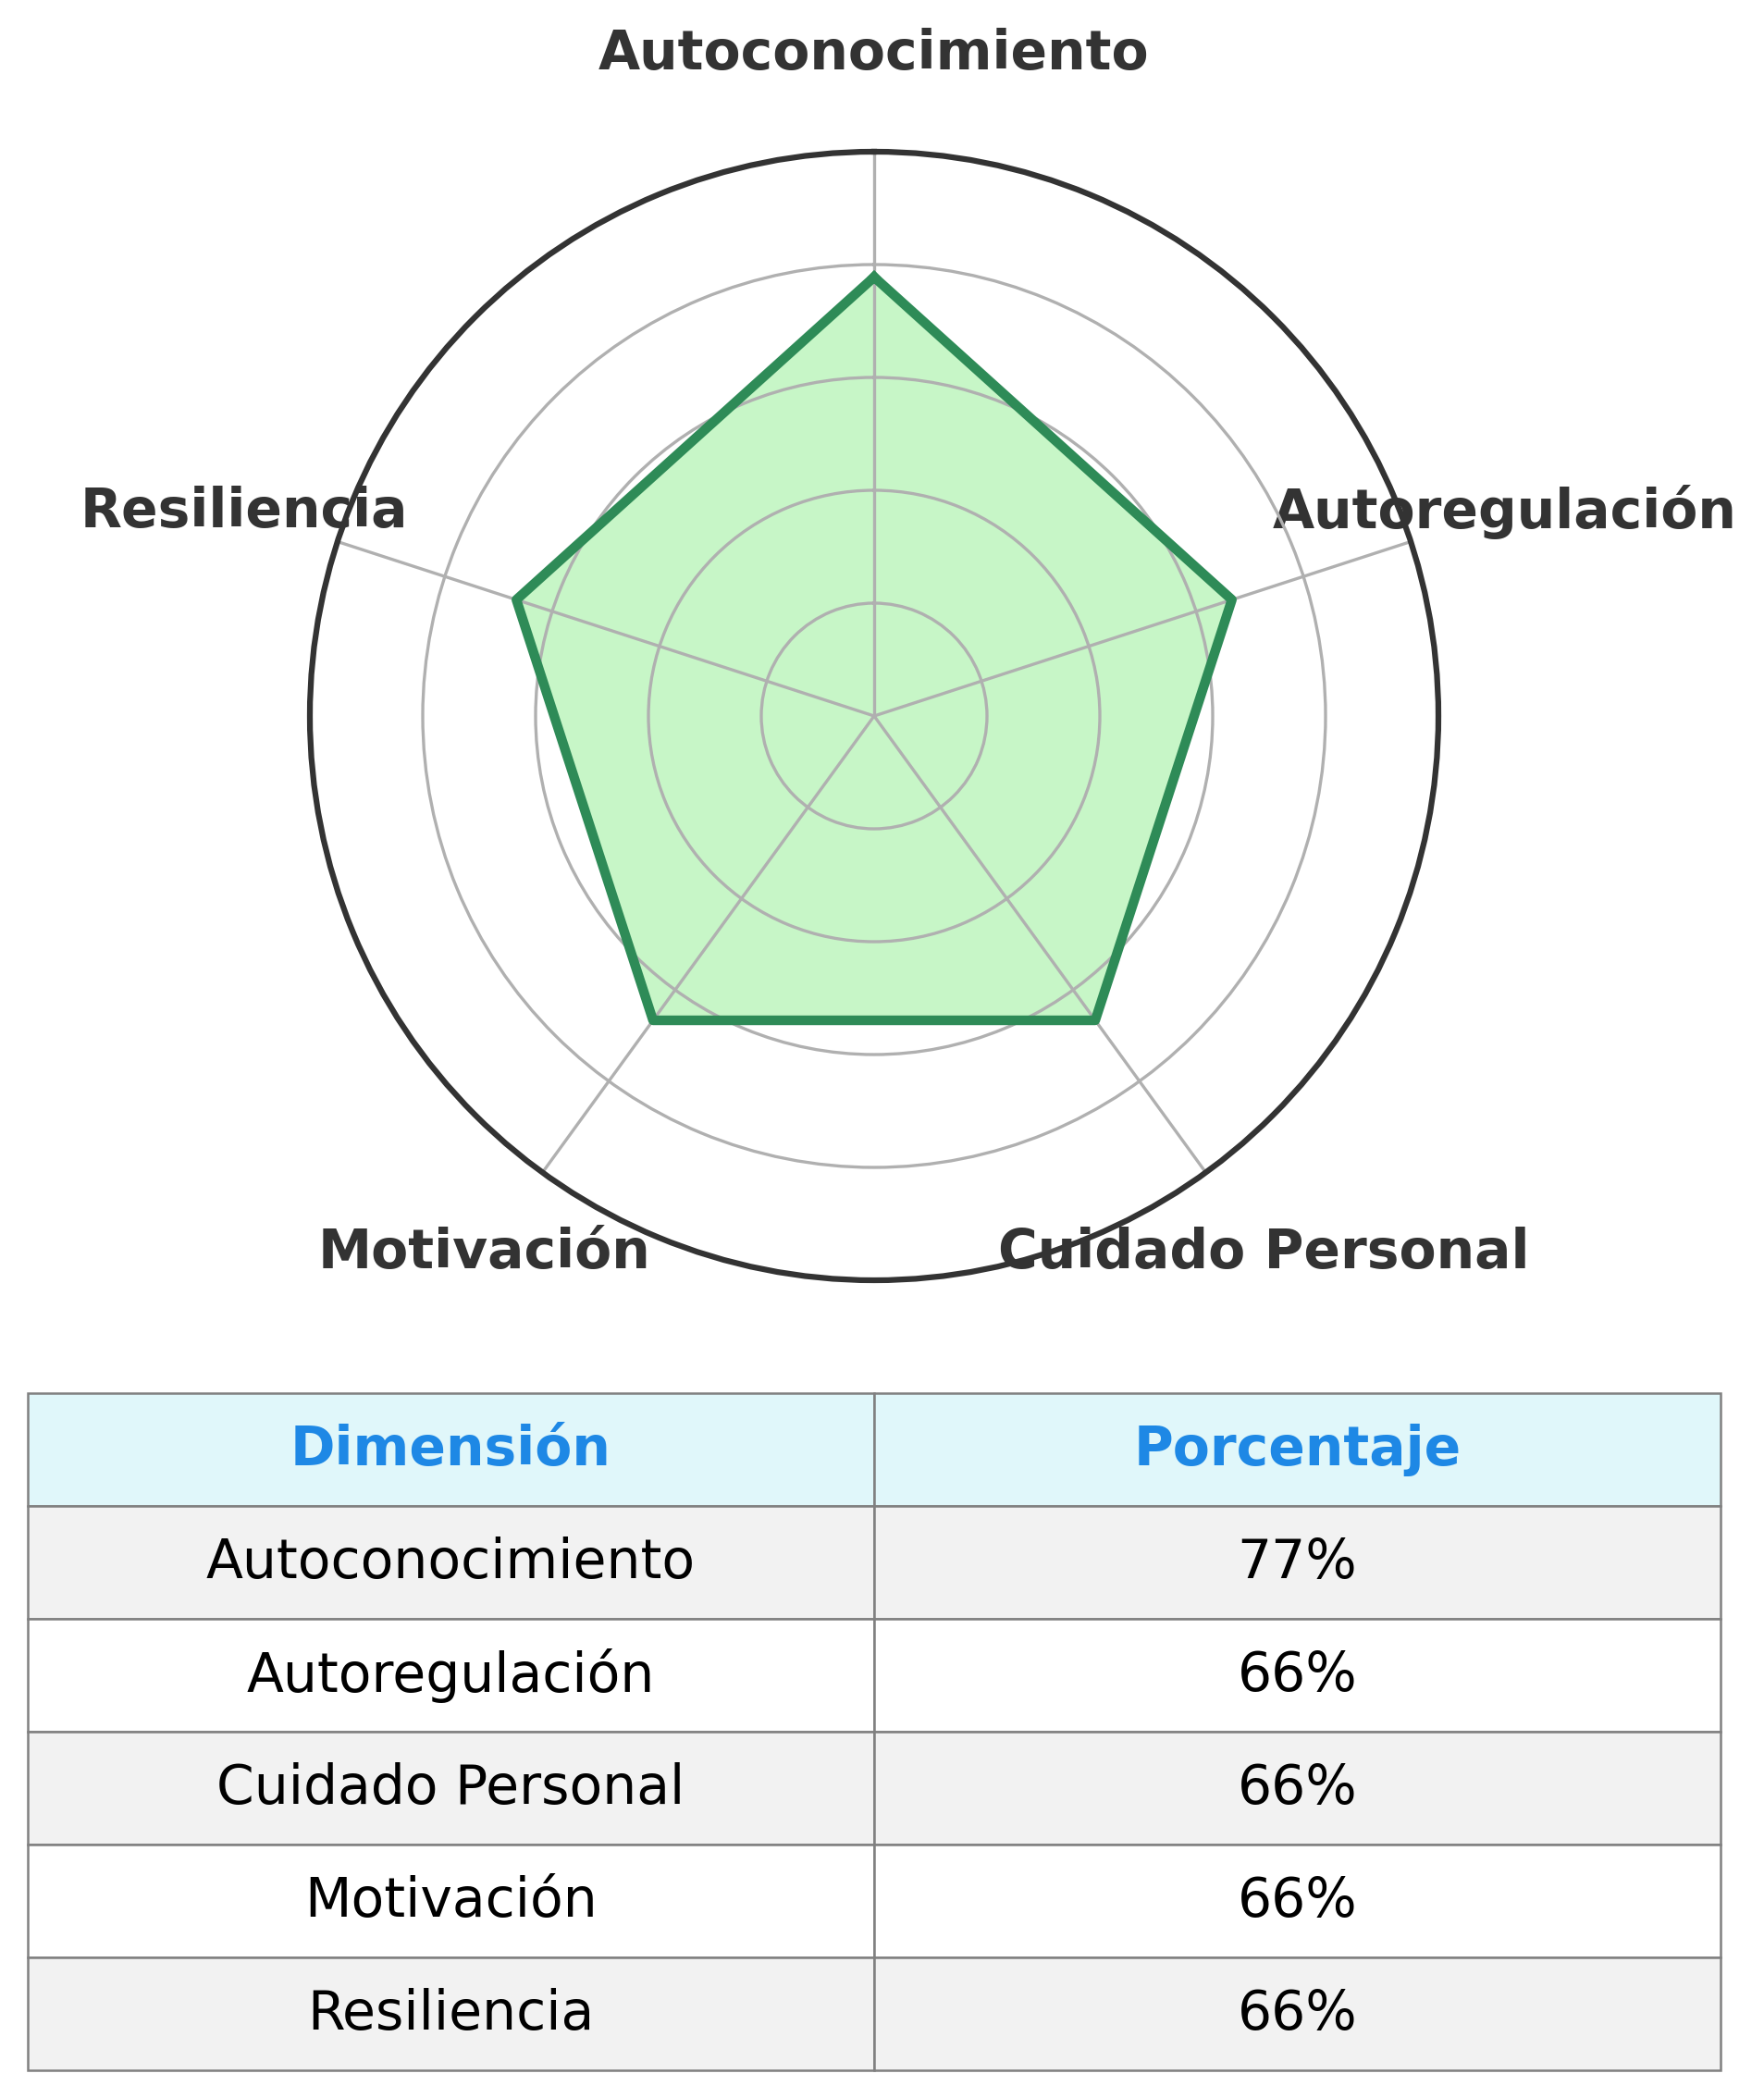 Autoconocimiento
Resiliencia
Autoregulación
Motivación
Cuidado Personal
Dimensión Porcentaje
Autoconocimiento 77%
Autoregulación 66%
Cuidado Personal 66%
Motivación 66%
Resiliencia 66%